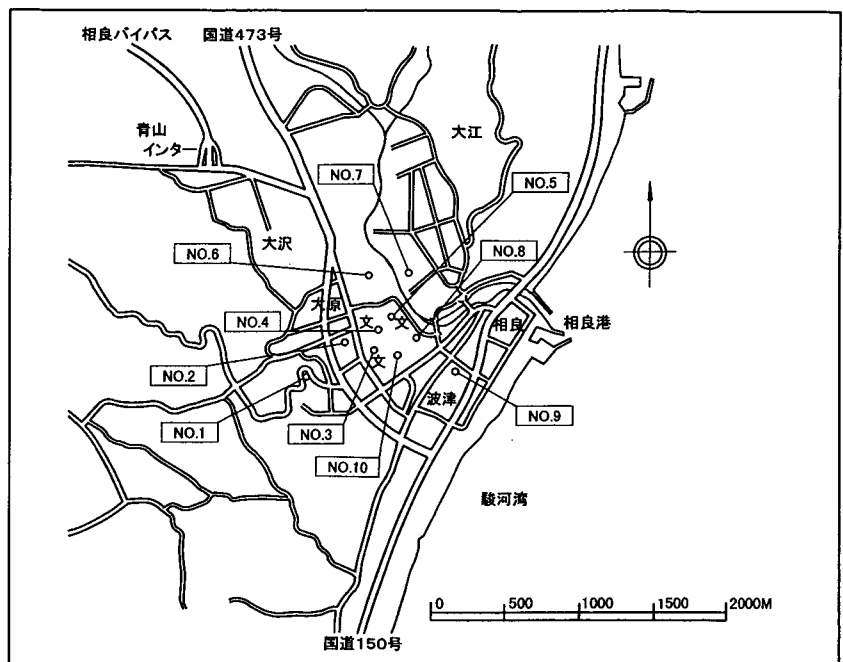 相良バイパス
国道473号
青山
インター
大江
NO.7
NO.5
大沢
NO.8
NO.6
大原
NO.4
文
文
相良
相良港
文
NO.2
波津
NO.1
NO.3
NO.9
NO.10
駿河湾
0 500 1000 1500 2000M
国道150号